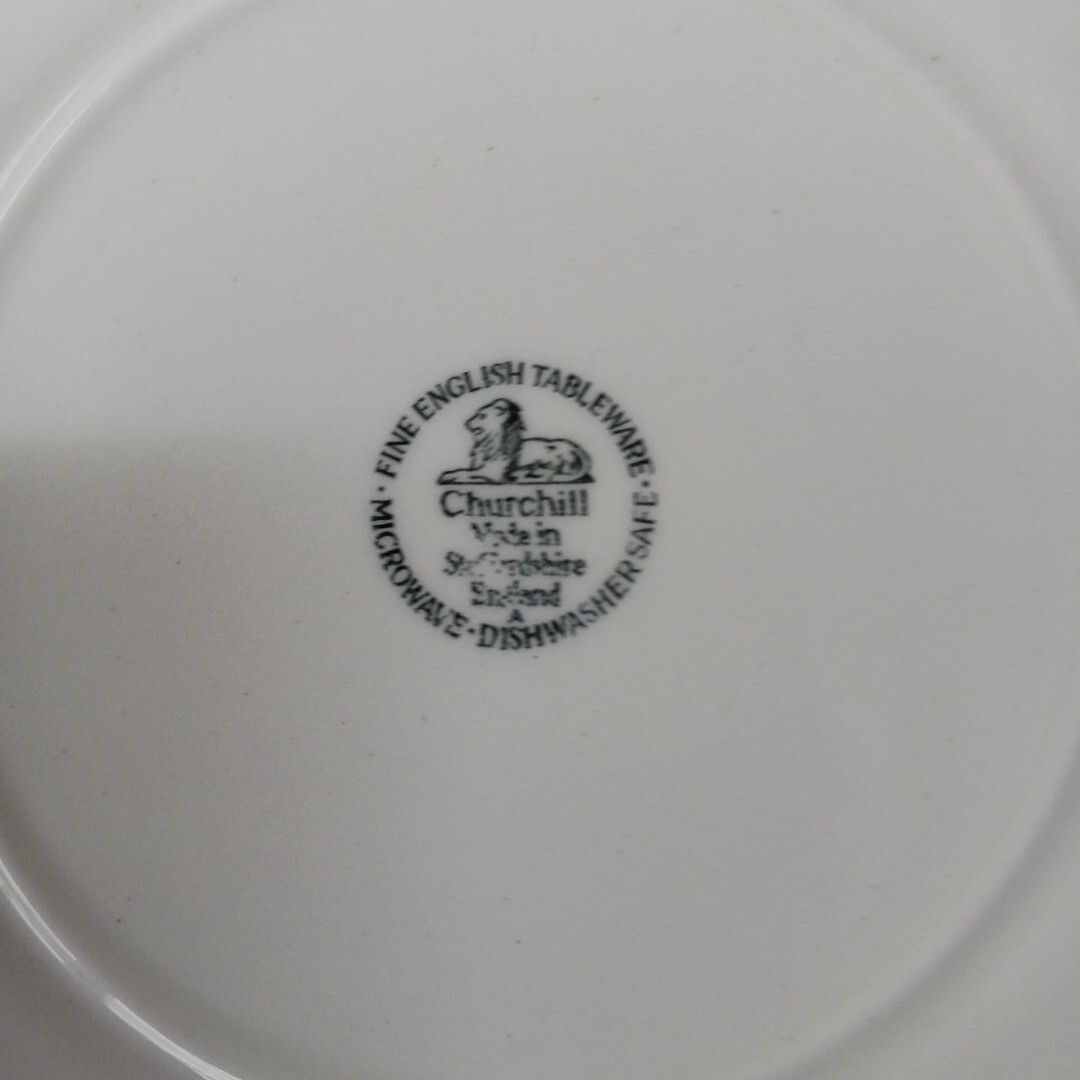 · FINE ENGLISH TABLEWARE ·
Churchill
Made in
Staffordshire
England
A
MICROWAVE · DISHWASHER SAFE